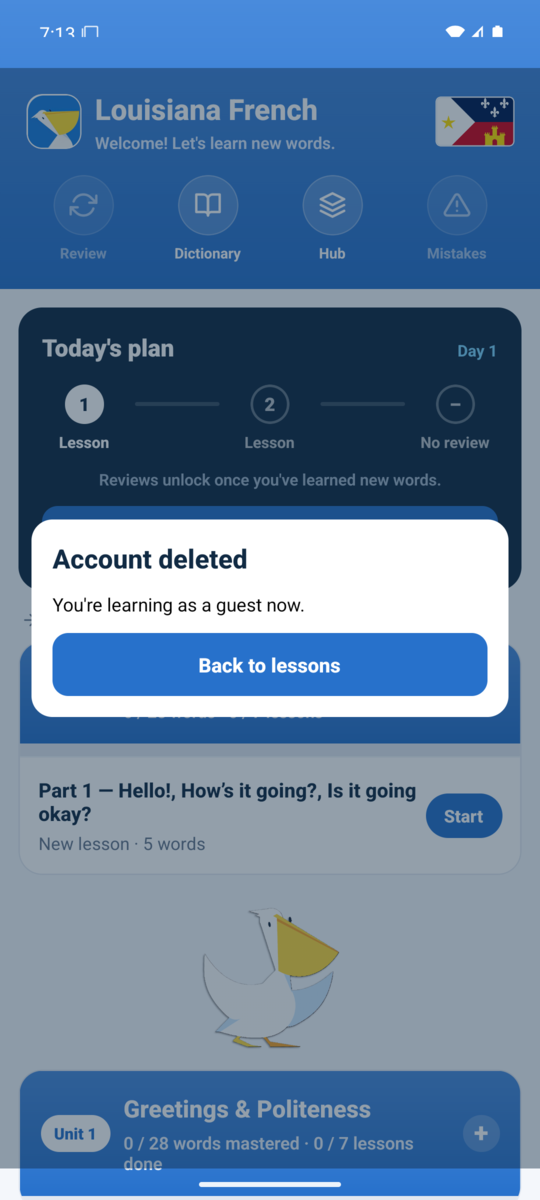 7:13
Louisiana French
Welcome! Let's learn new words.
Review
Dictionary
Hub
Mistakes
Today's plan
Day 1
1
2
–
Lesson
Lesson
No review
Reviews unlock once you've learned new words.
Account deleted
You're learning as a guest now.
Back to lessons
Part 1 — Hello!, How's it going?, Is it going
okay?
New lesson · 5 words
Start
Unit 1
Greetings & Politeness
0 / 28 words mastered · 0 / 7 lessons
done